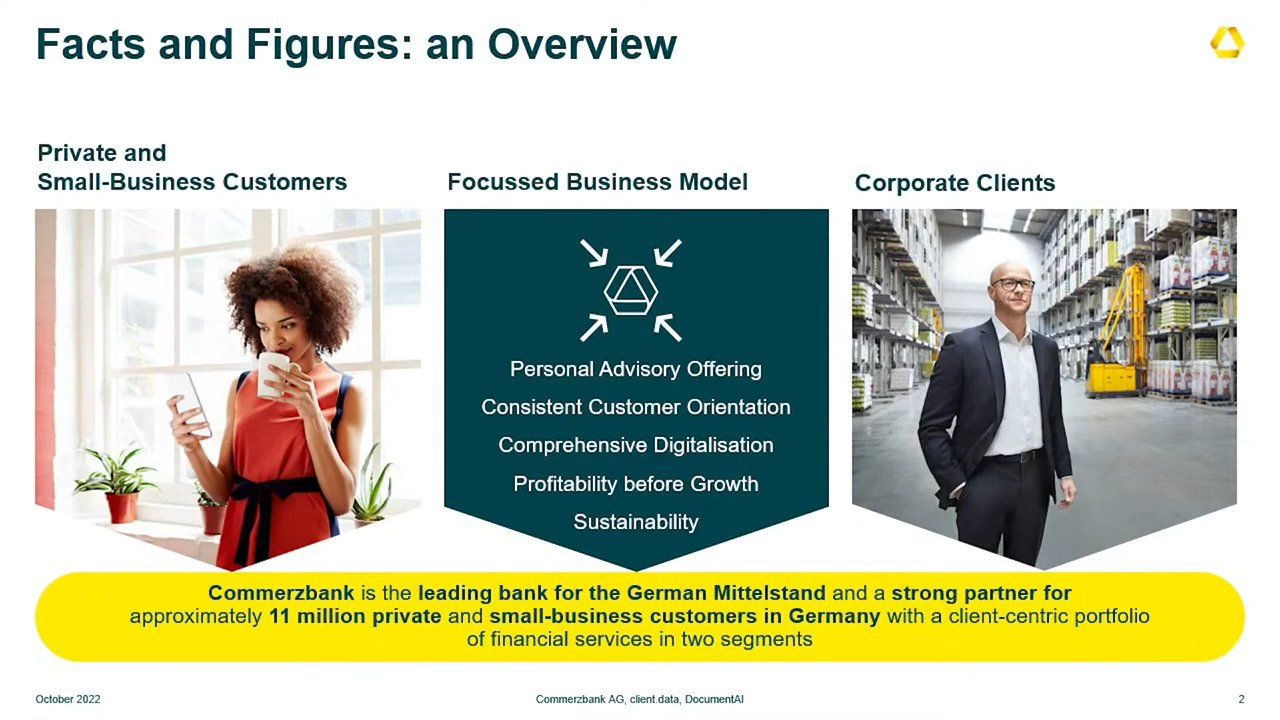 Facts and Figures: an Overview
Private and
Small-Business Customers
Focussed Business Model
Corporate Clients
Personal Advisory Offering
Consistent Customer Orientation
Comprehensive Digitalisation
Profitability before Growth
Sustainability
Commerzbank is the leading bank for the German Mittelstand and a strong partner for
approximately 11 million private and small-business customers in Germany with a client-centric portfolio
of financial services in two segments
October 2022
Commerzbank AG, client.data, DocumentAI
2